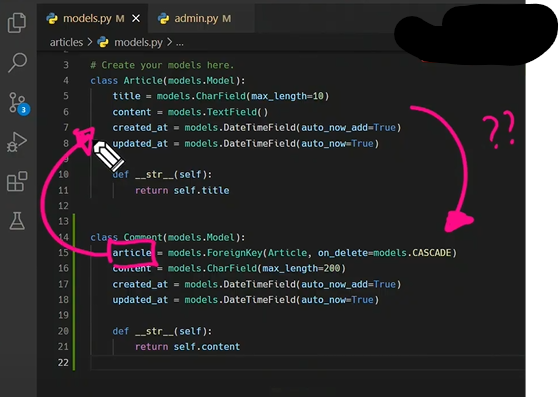 models.py M
admin.py M
articles > models.py > ...
3 # Create your models here.
4 class Article(models.Model):
5 title = models.CharField(max_length=10)
6 content = models.TextField()
7 created_at = models.DateTimeField(auto_now_add=True)
8 updated_at = models.DateTimeField(auto_now=True)
9
10 def __str__(self):
11 return self.title
12
13
14 class Comment(models.Model):
15 article = models.ForeignKey(Article, on_delete=models.CASCADE)
16 content = models.CharField(max_length=200)
17 created_at = models.DateTimeField(auto_now_add=True)
18 updated_at = models.DateTimeField(auto_now=True)
19
20 def __str__(self):
21 return self.content
22
??
3